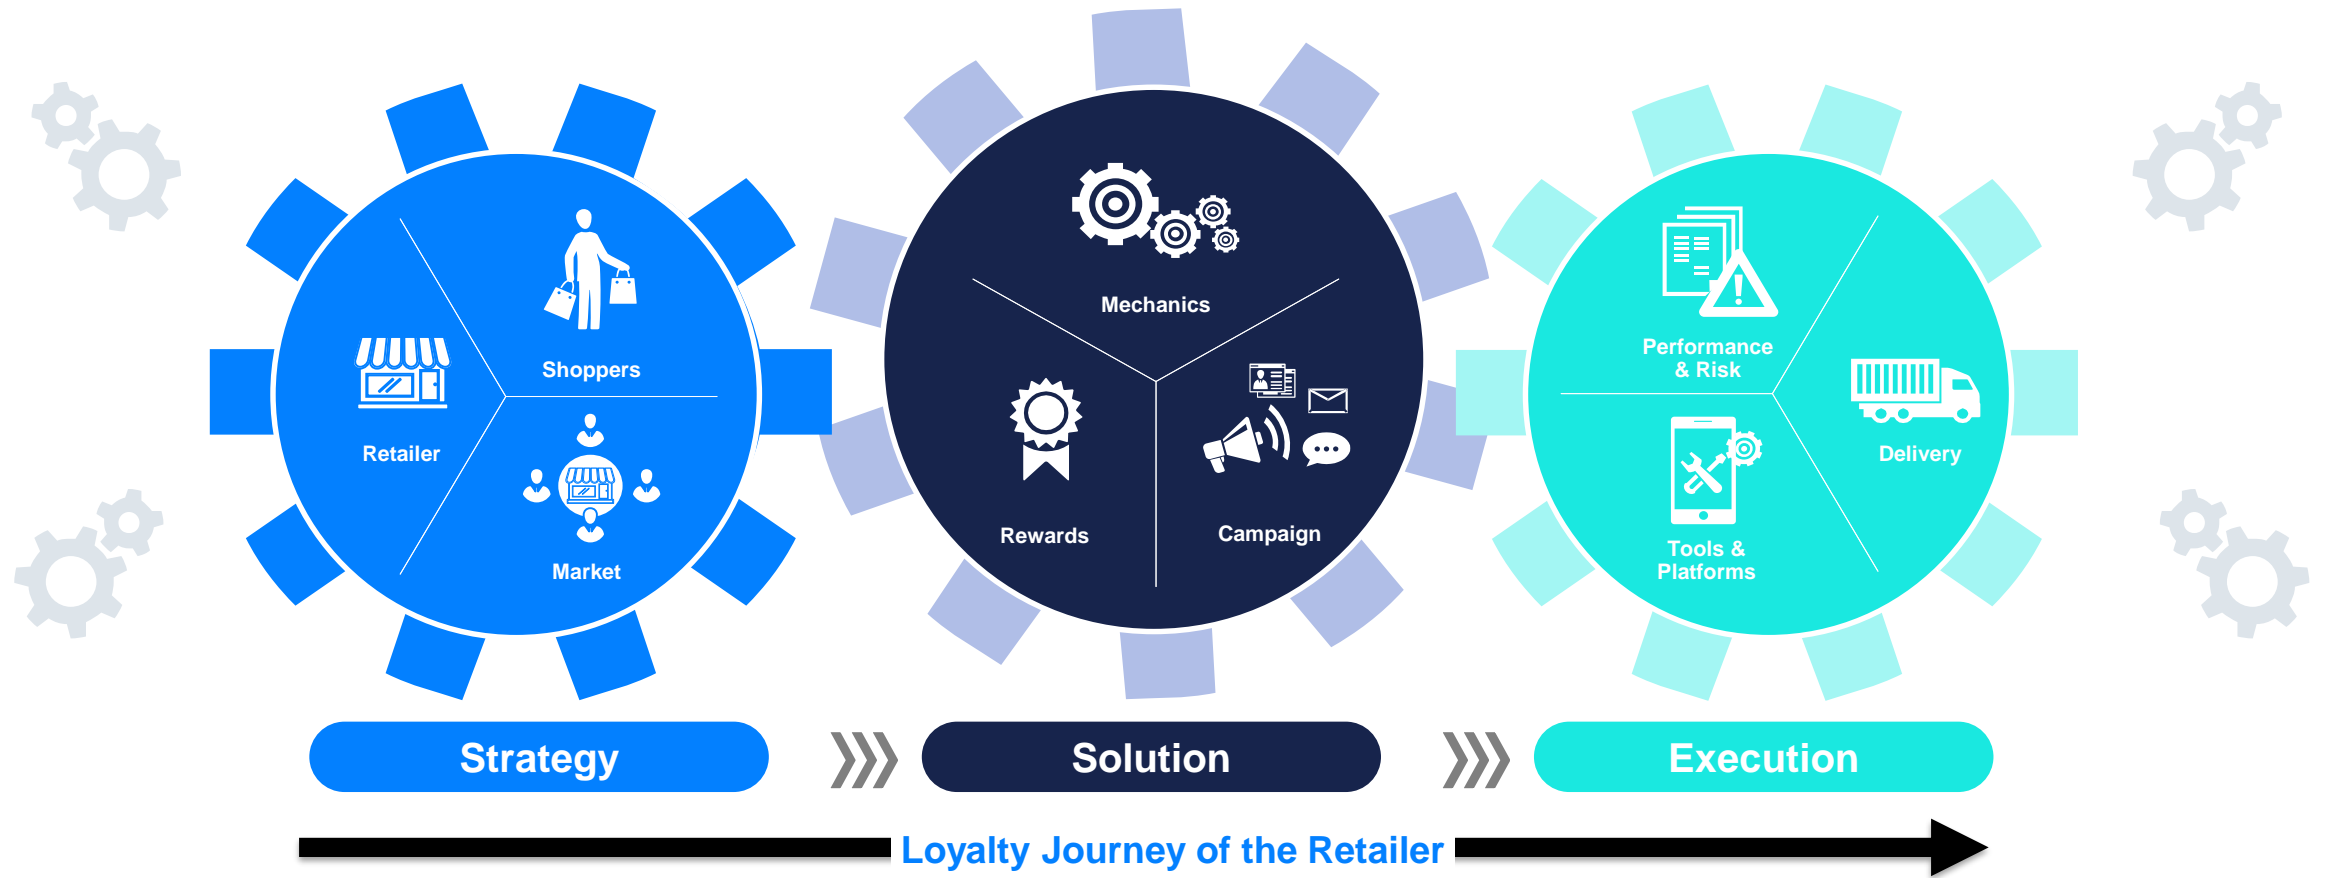 Shoppers
Retailer
Market
Mechanics
Rewards
Campaign
Performance
& Risk
Delivery
Tools &
Platforms
Strategy
Solution
Execution
Loyalty Journey of the Retailer